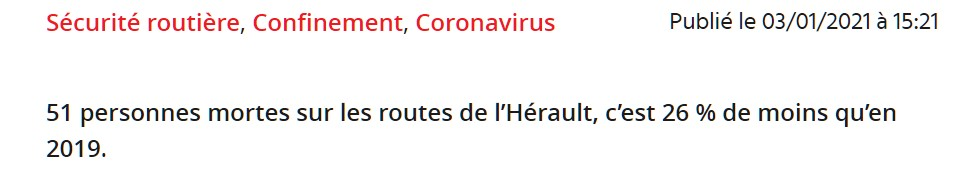 Sécurité routière, Confinement, Coronavirus
Publié le 03/01/2021 à 15:21
51 personnes mortes sur les routes de l’Hérault, c’est 26 % de moins qu’en
2019.